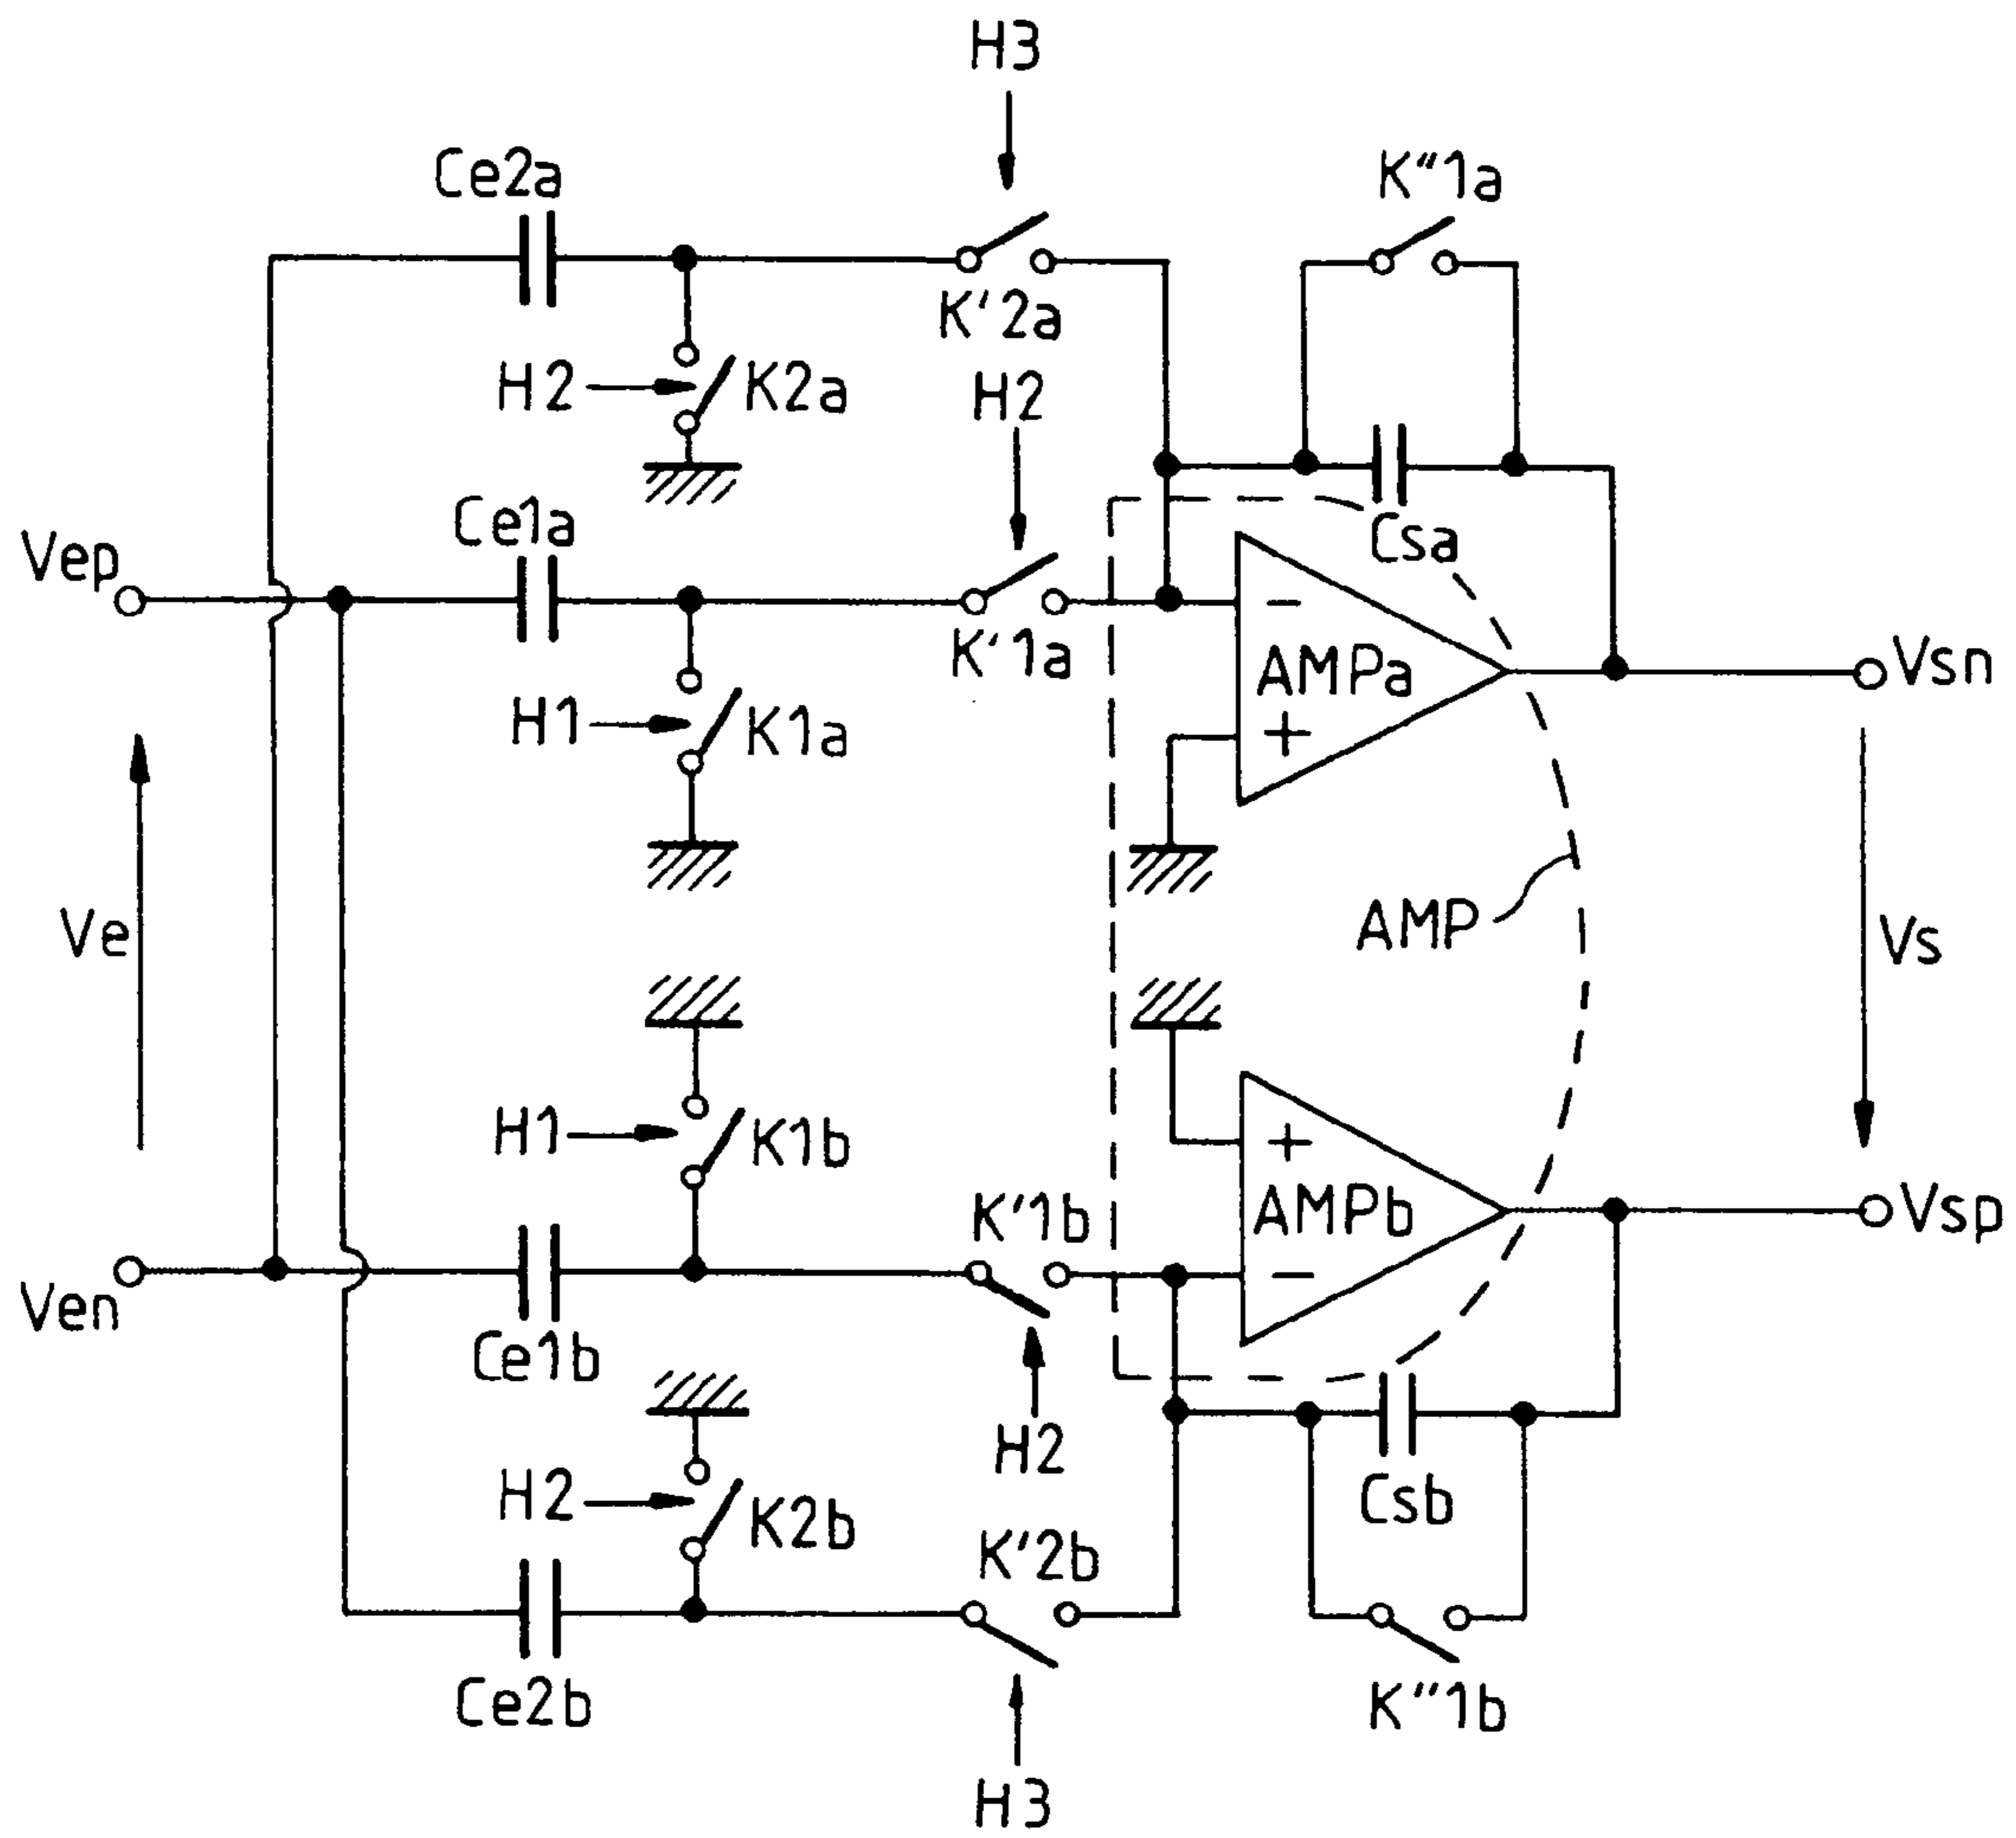 H3
Ce2a
K"1a
K'2a
H2
K2a
H2
Ce1a
Csa
Vep
K'1a
AMPa
Vsn
H1
K1a
-
+
Ve
AMP
Vs
H1
K1b
K'1b
+
AMPb
Vsp
-
Ven
Ce1b
H2
H2
K2b
Csb
K'2b
Ce2b
K"1b
H3